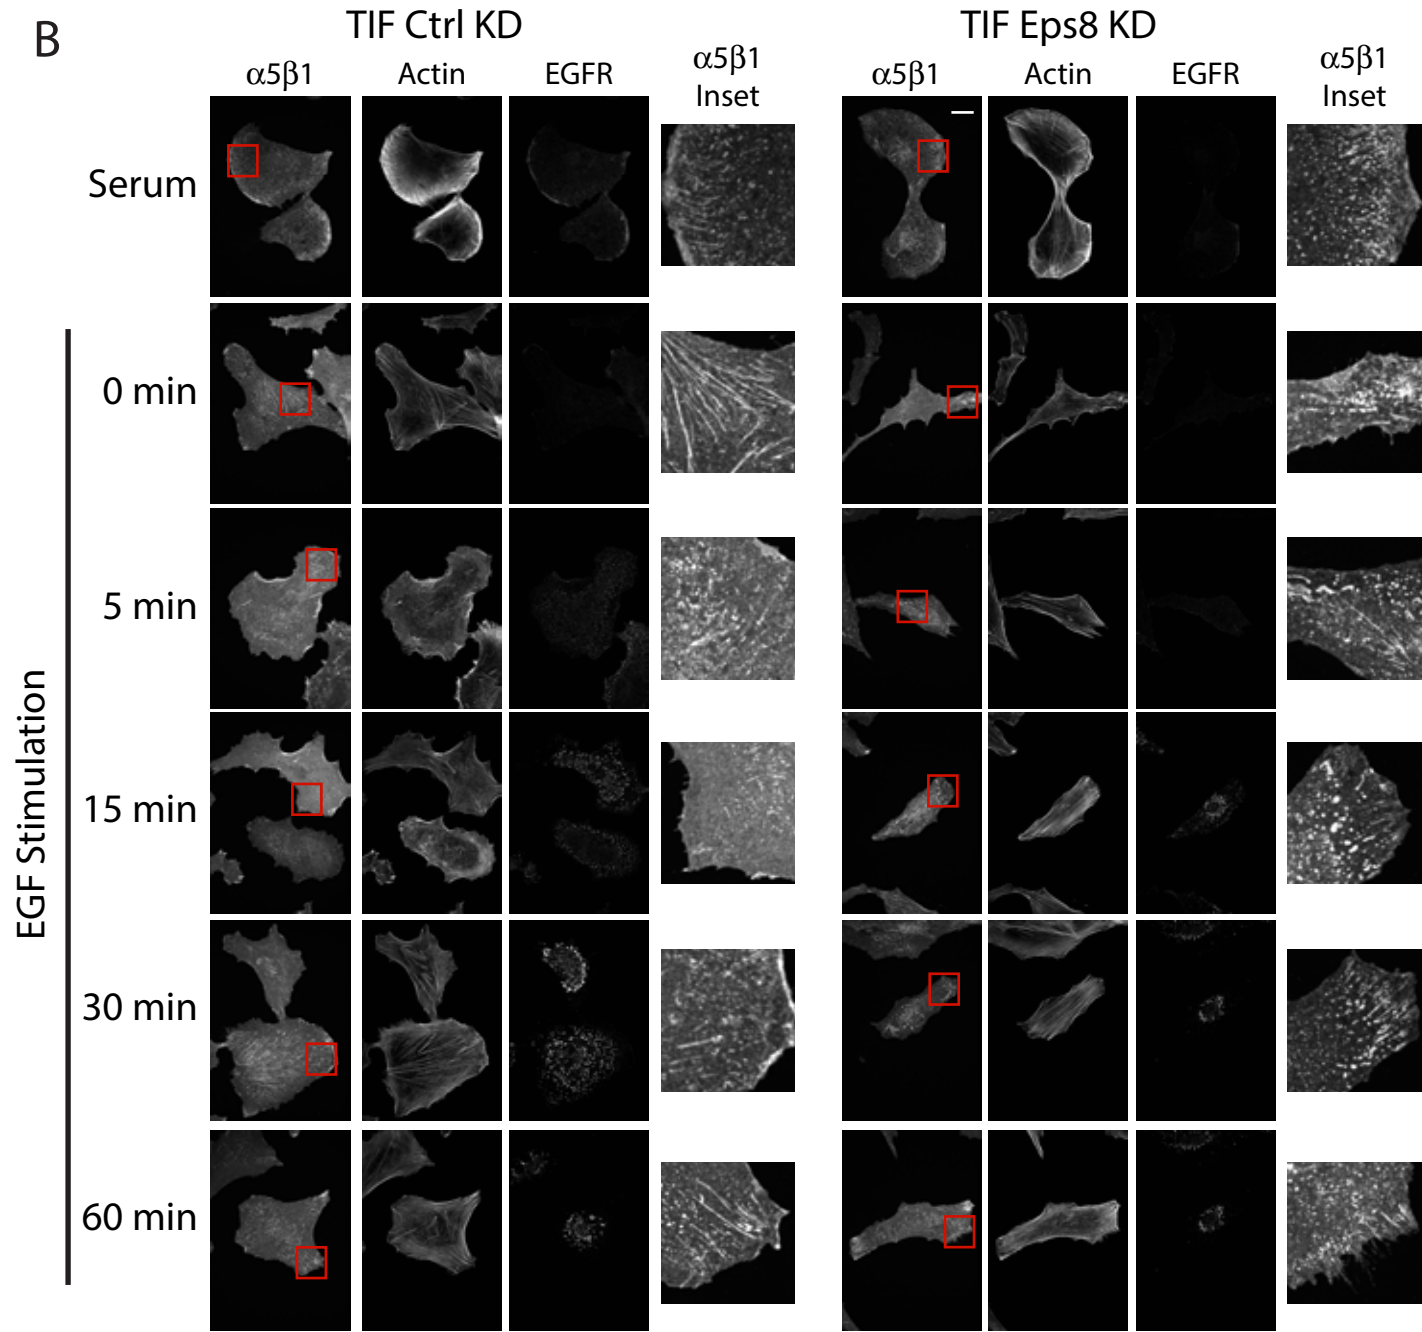 B
TIF Ctrl KD
TIF Eps8 KD
α5β1
Actin
EGFR
α5β1
Inset
α5β1
Actin
EGFR
α5β1
Inset
Serum
0 min
5 min
15 min
30 min
60 min
EGF Stimulation